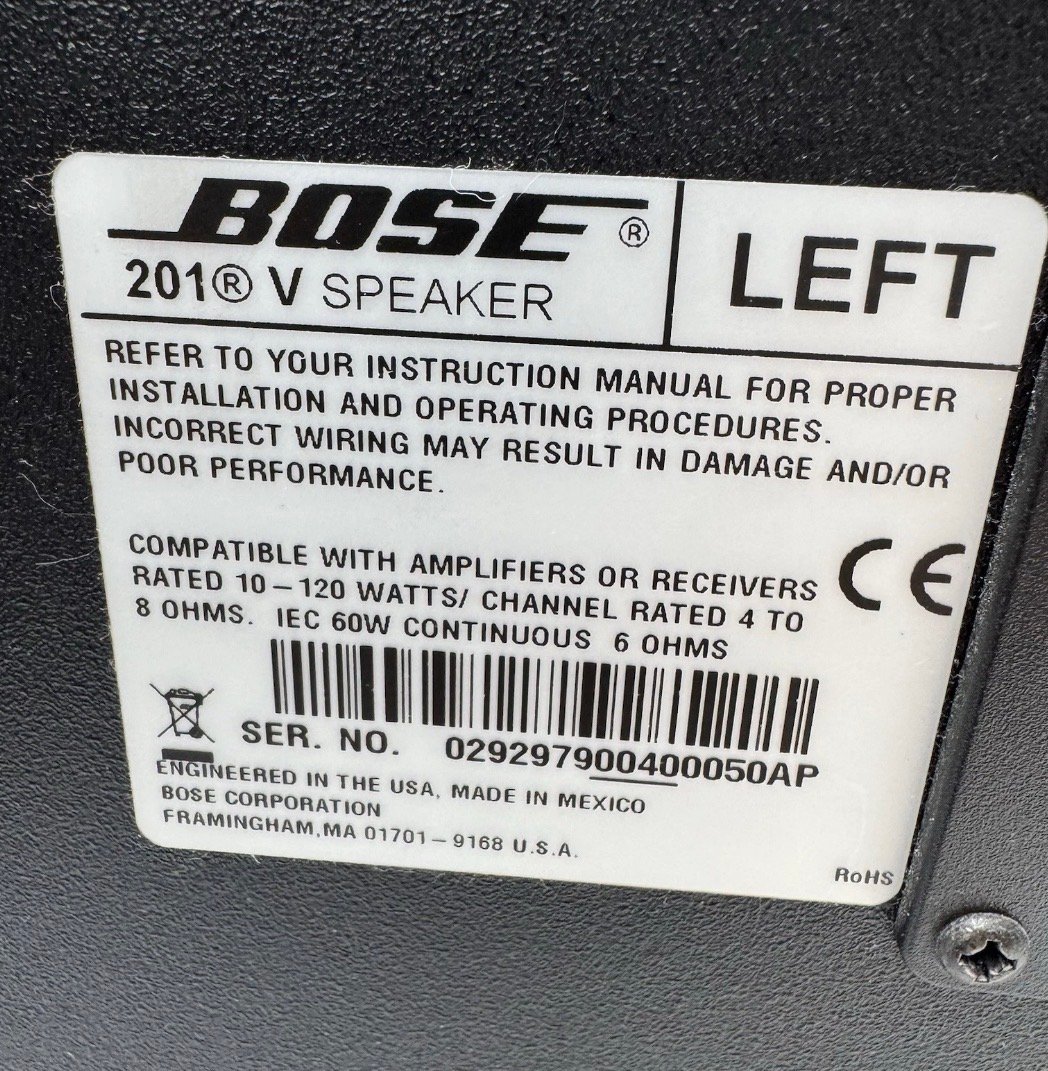 BOSE®
201® V SPEAKER
LEFT
REFER TO YOUR INSTRUCTION MANUAL FOR PROPER
INSTALLATION AND OPERATING PROCEDURES.
INCORRECT WIRING MAY RESULT IN DAMAGE AND/OR
POOR PERFORMANCE.
COMPATIBLE WITH AMPLIFIERS OR RECEIVERS
RATED 10–120 WATTS/ CHANNEL RATED 4 TO
8 OHMS. IEC 60W CONTINUOUS 6 OHMS
CE
SER. NO. 029297900400050AP
ENGINEERED IN THE USA, MADE IN MEXICO
BOSE CORPORATION
FRAMINGHAM,MA 01701–9168 U.S.A.
RoHS